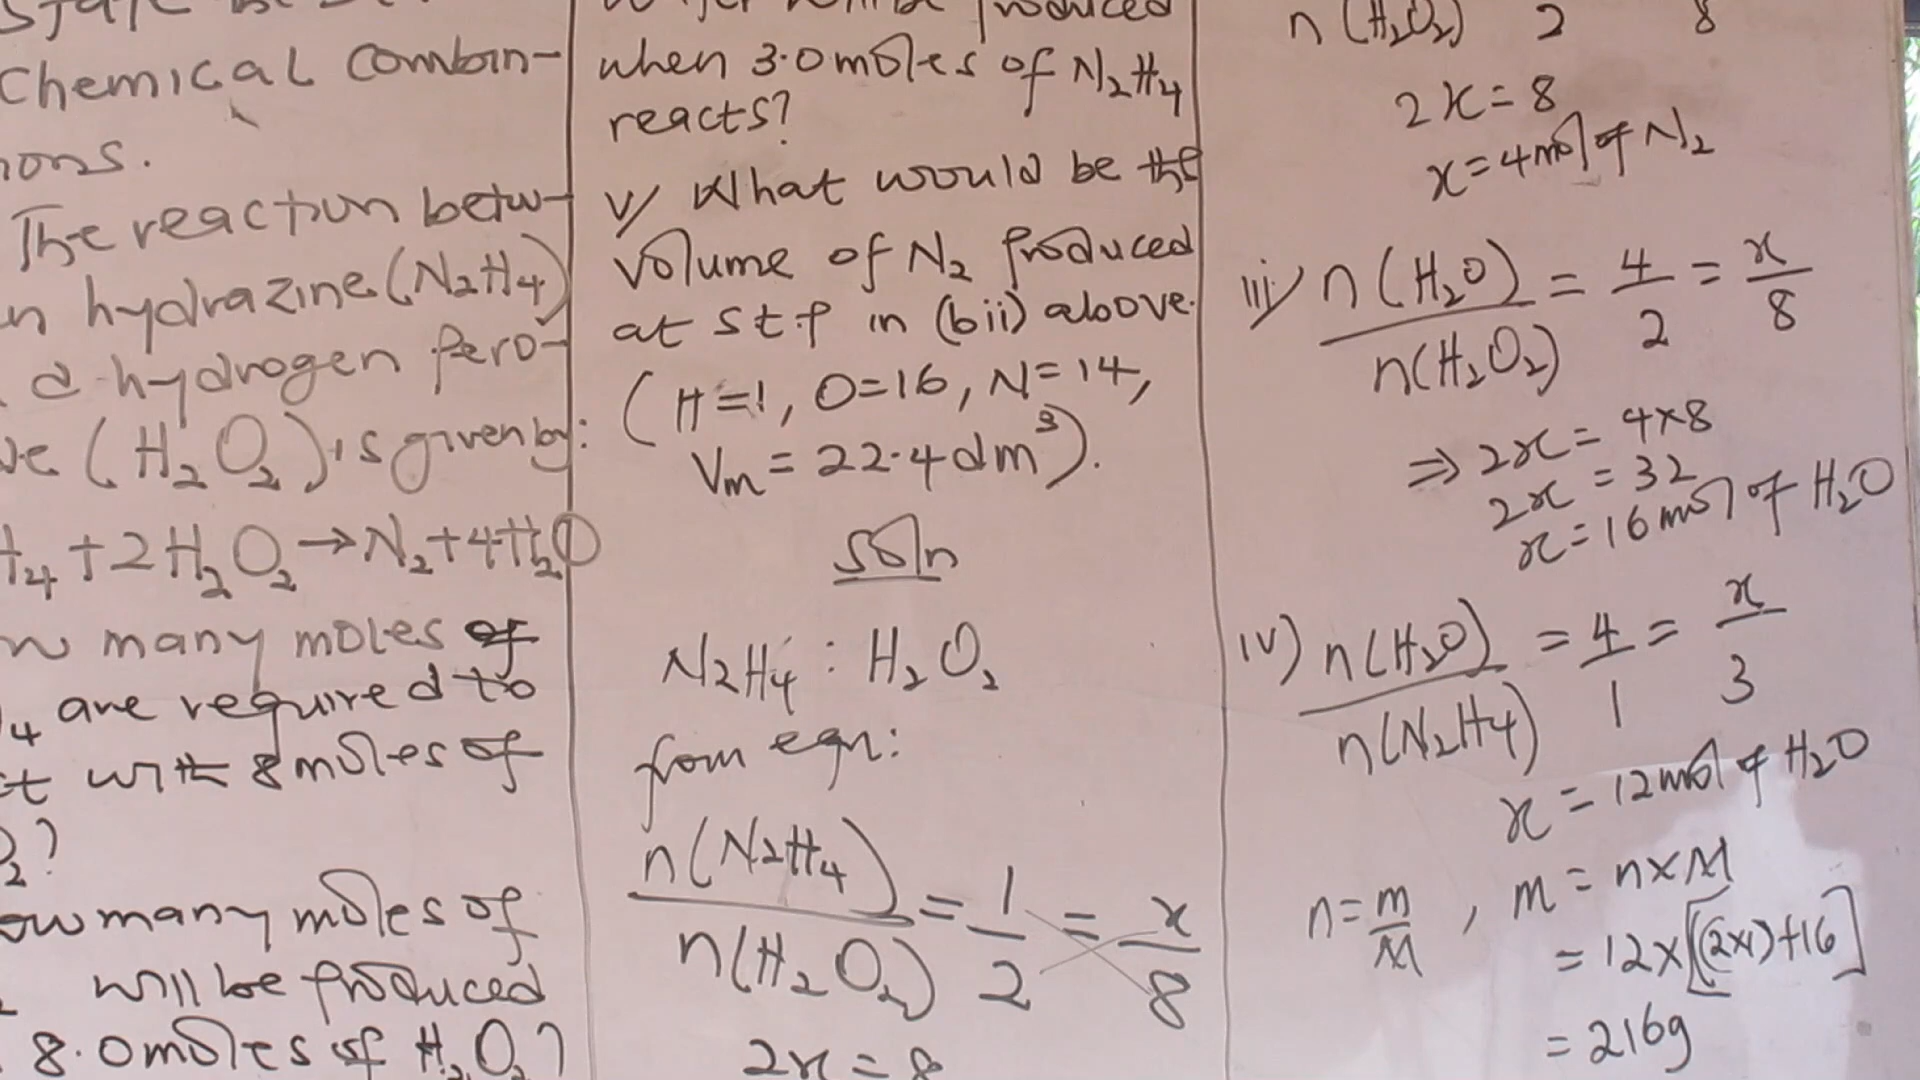 Chemical Combin-
ions.
The reaction betw-
n hydrazine (N₂H₄)
d hydrogen pero-
de (H₂O₂) is given by:
H₄ + 2H₂O₂ → N₂ + 4H₂O
w many moles of
4 are required to
ct with 8 moles of
O₂?
ow many moles of
will be produced
8.0 moles of H₂O₂?
produced
when 3.0 moles of N₂H₄
reacts?
v/ What would be the
volume of N₂ produced
at s.t.p in (bii) above.
(H=1, O=16, N=14,
Vm = 22.4 dm³).
soln
N₂H₄ : H₂O₂
from eqn:
n(N₂H₄)/n(H₂O₂) = 1/2 = x/8
2x = 8
n(H₂O₂) 2 8
2x = 8
x = 4 mol of N₂
iii/ n(H₂O)/n(H₂O₂) = 4/2 = x/8
⇒ 2x = 4×8
2x = 32
x = 16 mol of H₂O
iv) n(H₂O)/n(N₂H₄) = 4/1 = x/3
x = 12 mol of H₂O
n = m/M, m = n×M
= 12×[(2×1)+16]
= 216g